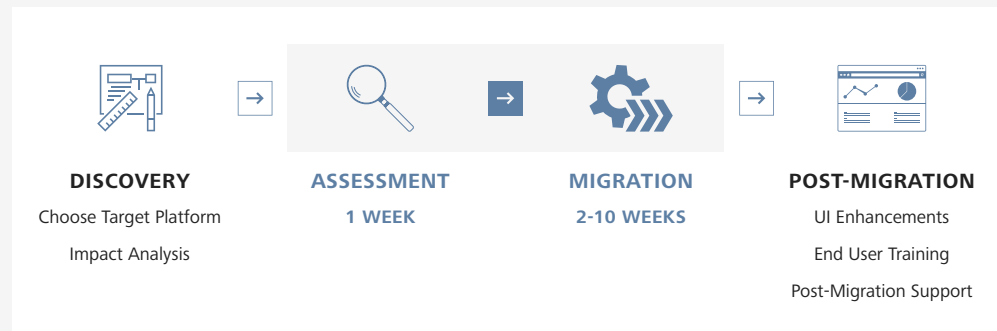 DISCOVERY
Choose Target Platform
Impact Analysis
ASSESSMENT
1 WEEK
MIGRATION
2-10 WEEKS
POST-MIGRATION
UI Enhancements
End User Training
Post-Migration Support